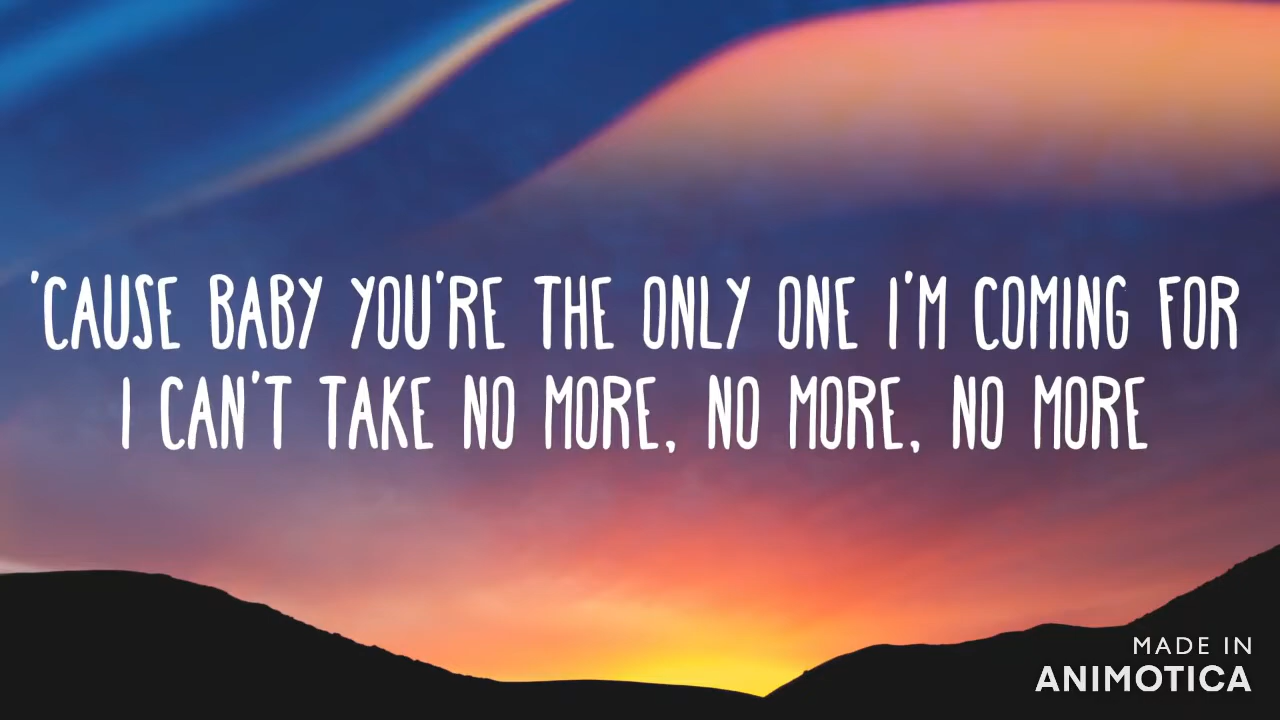 'CAUSE BABY YOU'RE THE ONLY ONE I'M COMING FOR
I CAN'T TAKE NO MORE, NO MORE, NO MORE
MADE IN
ANIMOTICA